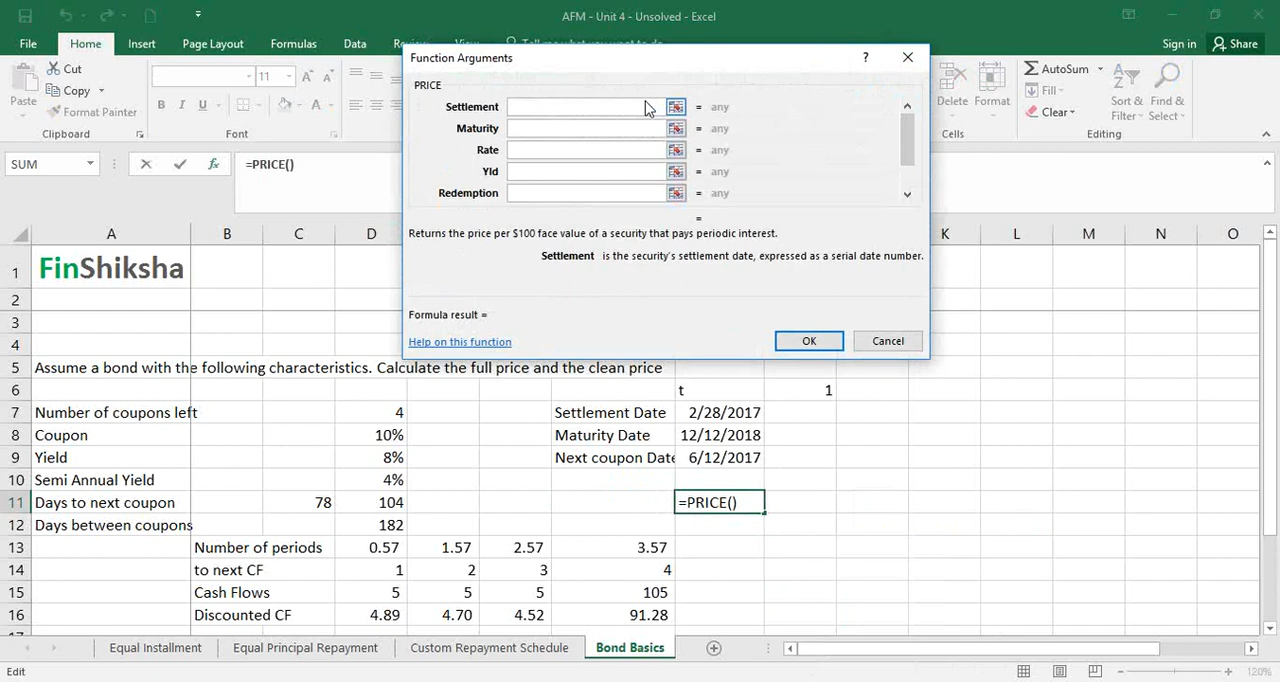 AFM - Unit 4 - Unsolved - Excel
File Home Insert Page Layout Formulas Data View Sign in Share
Cut
Copy
Format Painter
Paste
Clipboard
11
B I U
Font
Delete Format
Cells
AutoSum
Fill
Clear
Sort & Filter
Find & Select
Editing
Function Arguments
PRICE
Settlement = any
Maturity = any
Rate = any
Yld = any
Redemption = any
=
Returns the price per $100 face value of a security that pays periodic interest.
Settlement is the security's settlement date, expressed as a serial date number.
Formula result =
Help on this function
OK Cancel
SUM fx =PRICE()
A B C D K L M N O
1 FinShiksha
2
3
4
5 Assume a bond with the following characteristics. Calculate the full price and the clean price
6 t 1
7 Number of coupons left 4 Settlement Date 2/28/2017
8 Coupon 10% Maturity Date 12/12/2018
9 Yield 8% Next coupon Date 6/12/2017
10 Semi Annual Yield 4%
11 Days to next coupon 78 104 =PRICE()
12 Days between coupons 182
13 Number of periods 0.57 1.57 2.57 3.57
14 to next CF 1 2 3 4
15 Cash Flows 5 5 5 105
16 Discounted CF 4.89 4.70 4.52 91.28
Equal Installment Equal Principal Repayment Custom Repayment Schedule Bond Basics
Edit 120%